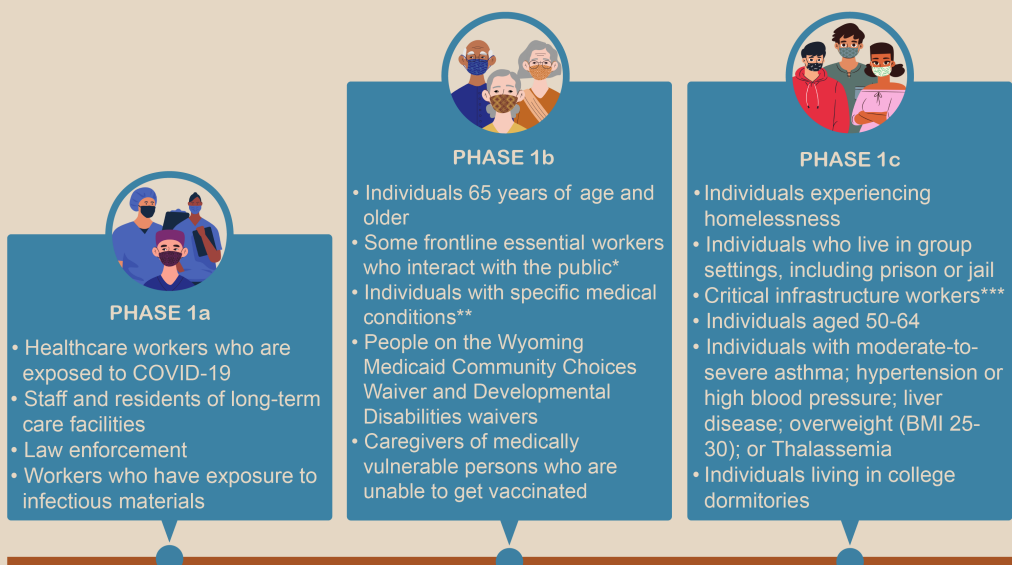 PHASE 1a
• Healthcare workers who are
exposed to COVID-19
• Staff and residents of long-term
care facilities
• Law enforcement
• Workers who have exposure to
infectious materials
PHASE 1b
• Individuals 65 years of age and
older
• Some frontline essential workers
who interact with the public*
• Individuals with specific medical
conditions**
• People on the Wyoming
Medicaid Community Choices
Waiver and Developmental
Disabilities waivers
• Caregivers of medically
vulnerable persons who are
unable to get vaccinated
PHASE 1c
• Individuals experiencing
homelessness
• Individuals who live in group
settings, including prison or jail
• Critical infrastructure workers***
• Individuals aged 50-64
• Individuals with moderate-to-
severe asthma; hypertension or
high blood pressure; liver
disease; overweight (BMI 25-
30); or Thalassemia
• Individuals living in college
dormitories